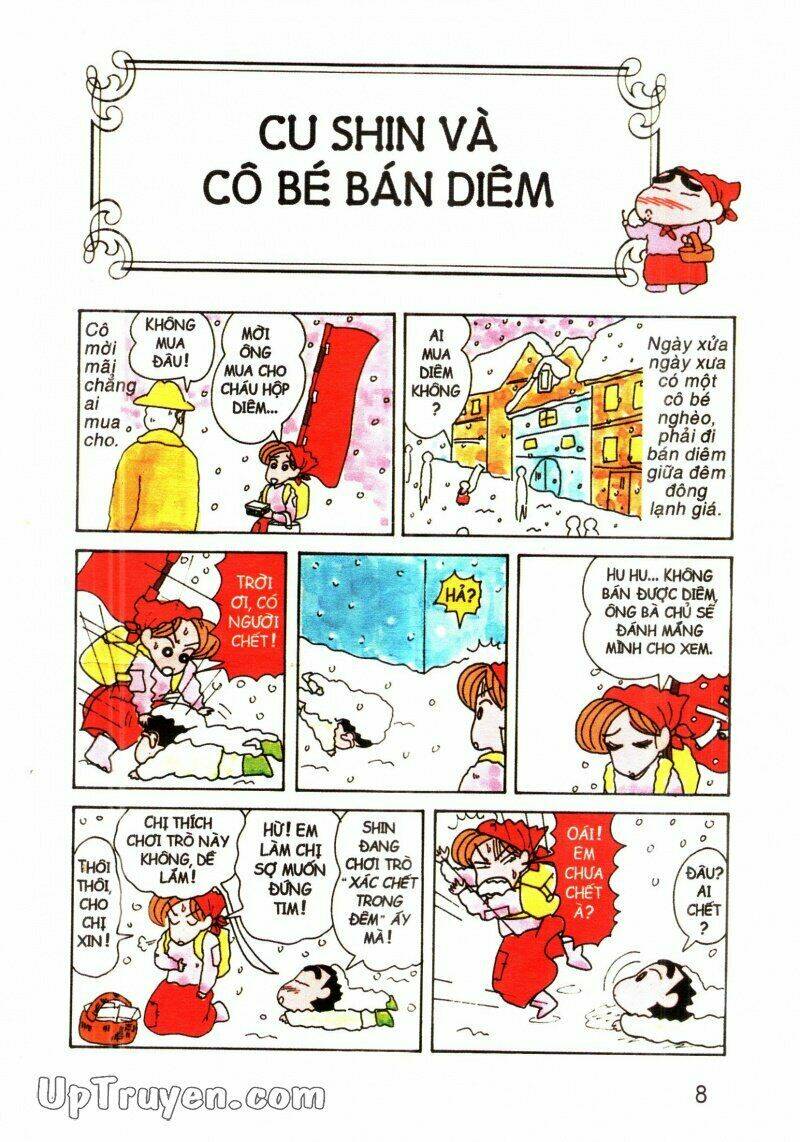 CU SHIN VÀ
CÔ BÉ BÁN DIÊM
Ngày xửa
ngày xưa
có một
cô bé
nghèo,
phải đi
bán diêm
giữa đêm
đông
lạnh giá.
AI
MUA
DIÊM
KHÔNG
?
MỜI
ÔNG
MUA CHO
CHÁU HỘP
DIÊM...
KHÔNG
MUA
ĐÂU!
Cô
mời
mãi
chẳng
ai
mua
cho.
HU HU... KHÔNG
BÁN ĐƯỢC DIÊM,
ÔNG BÀ CHỦ SẼ
ĐÁNH MẮNG
MÌNH CHO XEM.
HẢ?
TRỜI
ƠI, CÓ
NGƯỜI
CHẾT!
ĐÂU?
AI
CHẾT
?
OÁI!
EM
CHƯA
CHẾT
À?
SHIN
ĐANG
CHƠI TRÒ
"XÁC CHẾT
TRONG
ĐÊM" ẤY
MÀ!
HỪ! EM
LÀM CHỊ
SỢ MUỐN
ĐỨNG
TIM!
CHỊ THÍCH
CHƠI TRÒ NÀY
KHÔNG, DỄ
LẮM!
THÔI
THÔI,
CHO
CHỊ
XIN!
UpTruyen.com
8